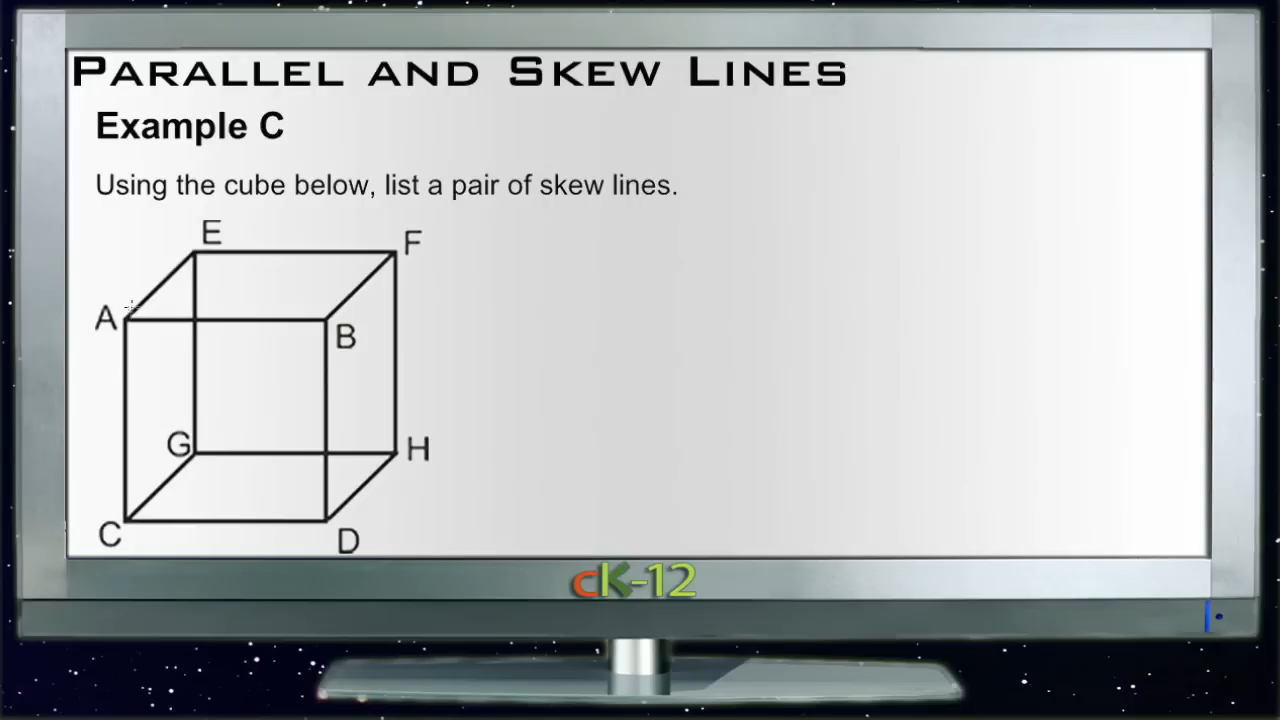 PARALLEL AND SKEW LINES
Example C
Using the cube below, list a pair of skew lines.
E
F
A
B
G
H
C
D
cK-12